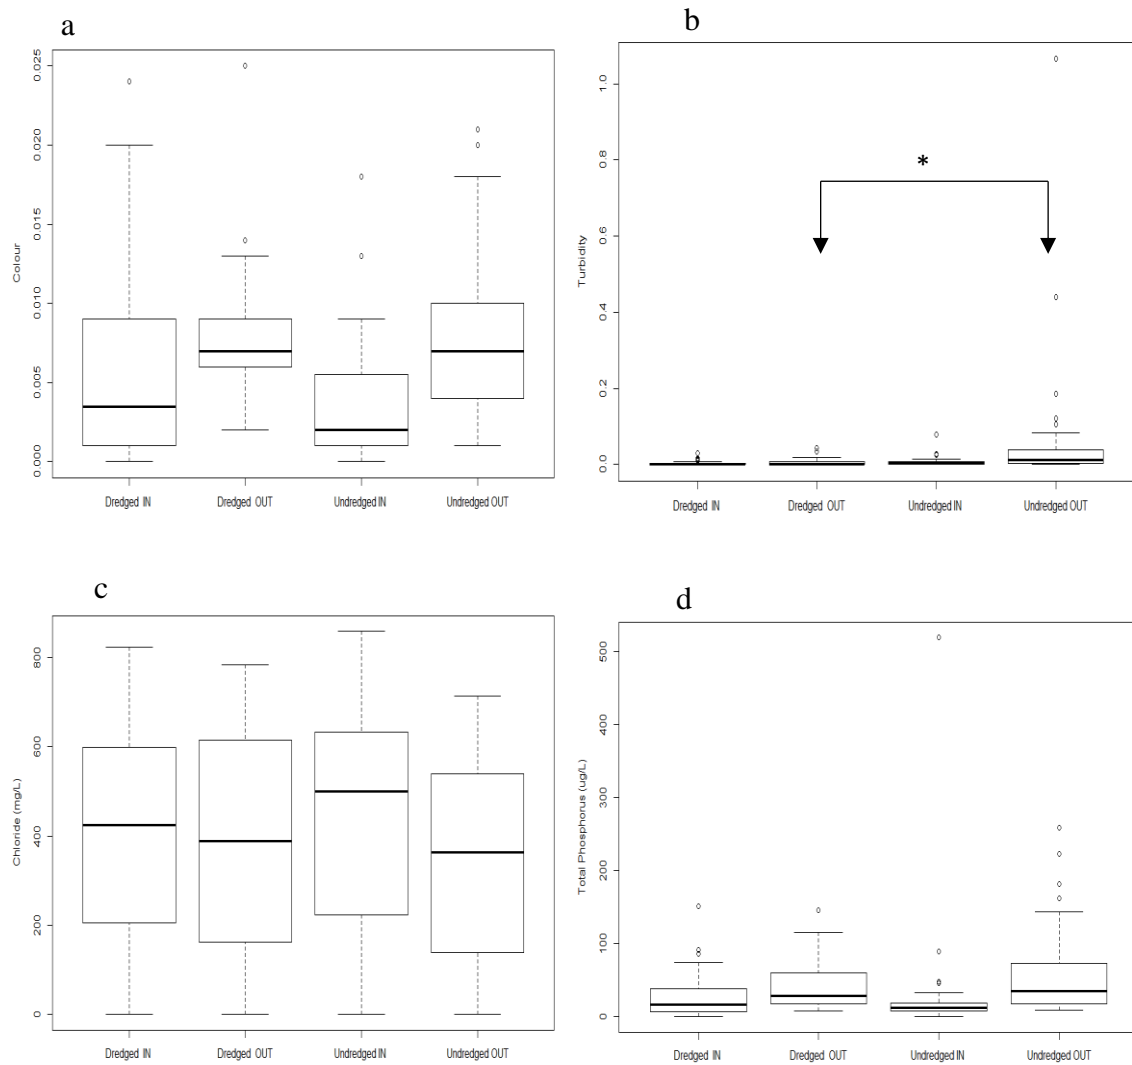 a
Colour
0.025
0.020
0.015
0.010
0.005
0.000
Dredged IN
Dredged OUT
Undredged IN
Undredged OUT
b
Turbidity
1.0
0.8
0.6
0.4
0.2
0.0
*
Dredged IN
Dredged OUT
Undredged IN
Undredged OUT
c
Chloride (mg/L)
800
600
400
200
0
Dredged IN
Dredged OUT
Undredged IN
Undredged OUT
d
Total Phosphorus (ug/L)
500
400
300
200
100
0
Dredged IN
Dredged OUT
Undredged IN
Undredged OUT